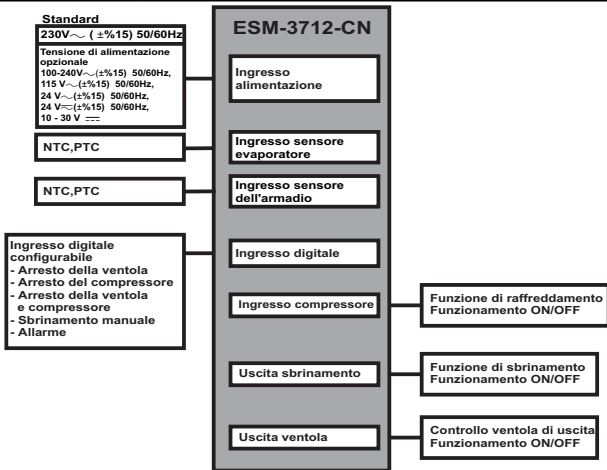 Standard
230V～ ( ±%15) 50/60Hz
Tensione di alimentazione
opzionale
100-240V～(±%15) 50/60Hz,
115 V～(±%15) 50/60Hz,
24 V～(±%15) 50/60Hz,
24 V⏦(±%15) 50/60Hz,
10 - 30 V ⎓
NTC,PTC
NTC,PTC
Ingresso digitale
configurabile
- Arresto della ventola
- Arresto del compressore
- Arresto della ventola
e compressore
- Sbrinamento manuale
- Allarme
ESM-3712-CN
Ingresso
alimentazione
Ingresso sensore
evaporatore
Ingresso sensore
dell'armadio
Ingresso digitale
Ingresso compressore
Uscita sbrinamento
Uscita ventola
Funzione di raffreddamento
Funzionamento ON/OFF
Funzione di sbrinamento
Funzionamento ON/OFF
Controllo ventola di uscita
Funzionamento ON/OFF